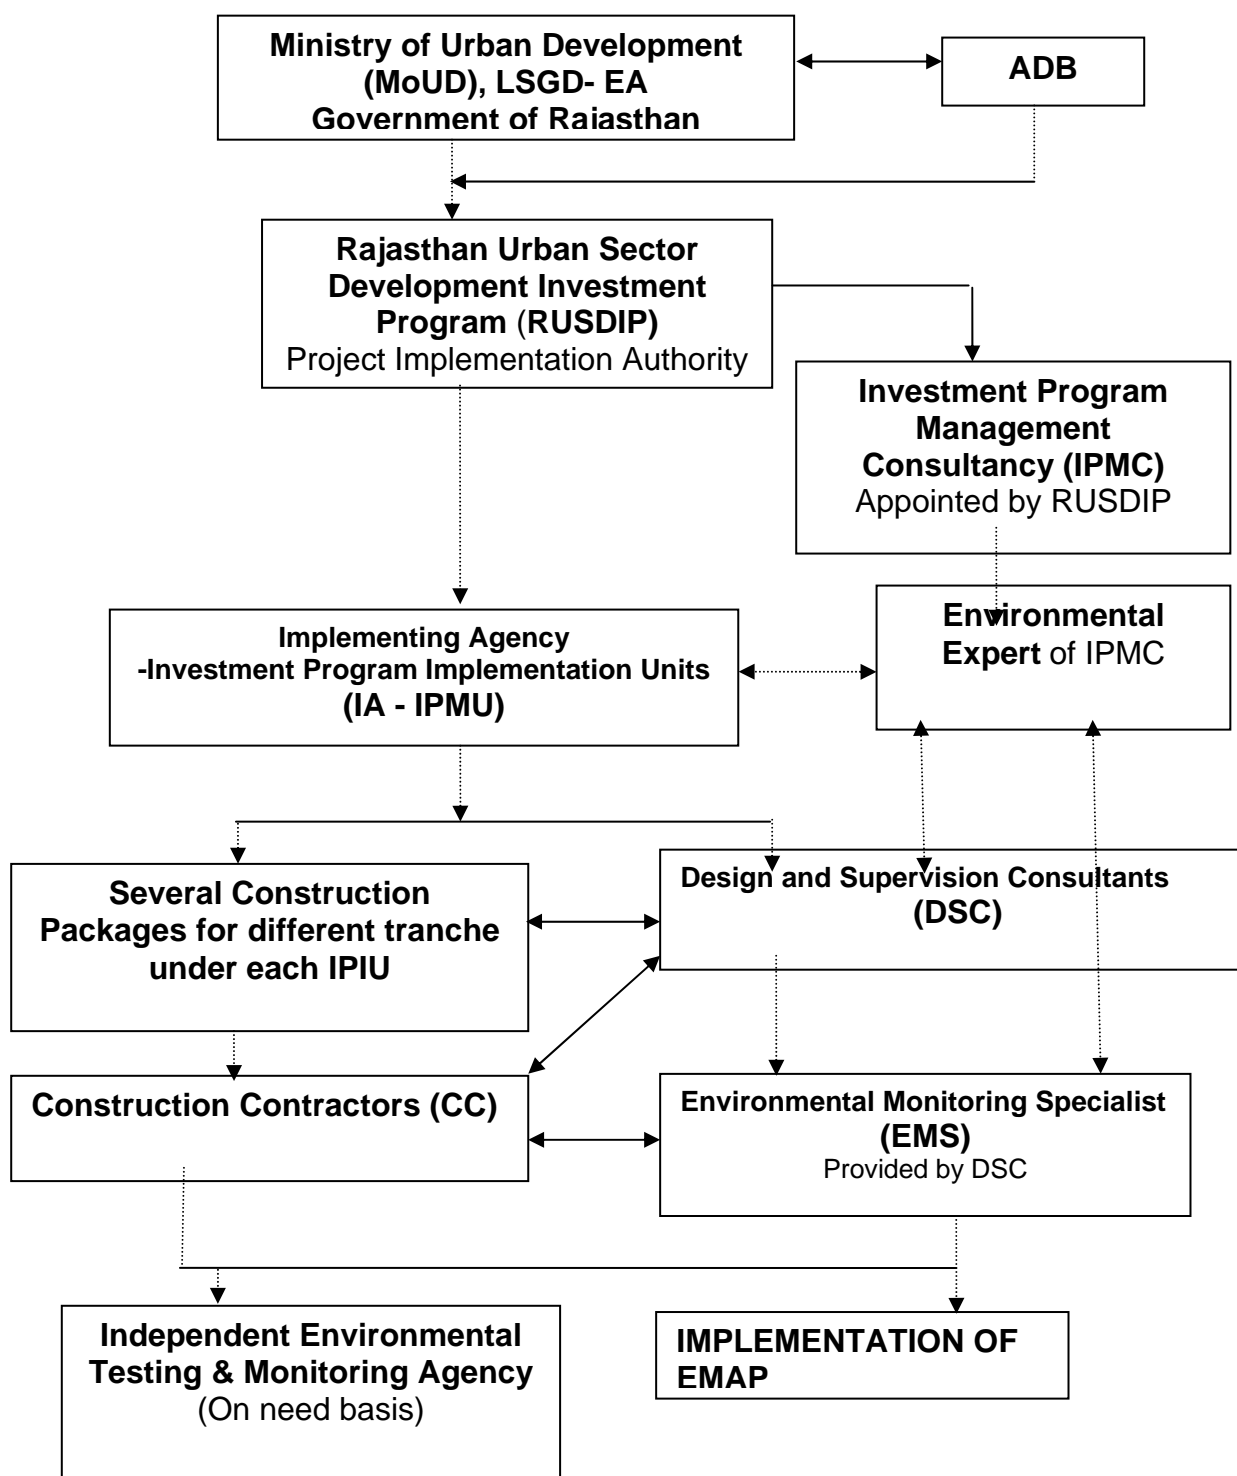 Ministry of Urban Development
(MoUD), LSGD- EA
Government of Rajasthan
ADB
Rajasthan Urban Sector
Development Investment
Program (RUSDIP)
Project Implementation Authority
Investment Program
Management
Consultancy (IPMC)
Appointed by RUSDIP
Implementing Agency
-Investment Program Implementation Units
(IA - IPMU)
Environmental
Expert of IPMC
Several Construction
Packages for different tranche
under each IPIU
Design and Supervision Consultants
(DSC)
Construction Contractors (CC)
Environmental Monitoring Specialist
(EMS)
Provided by DSC
Independent Environmental
Testing & Monitoring Agency
(On need basis)
IMPLEMENTATION OF
EMAP